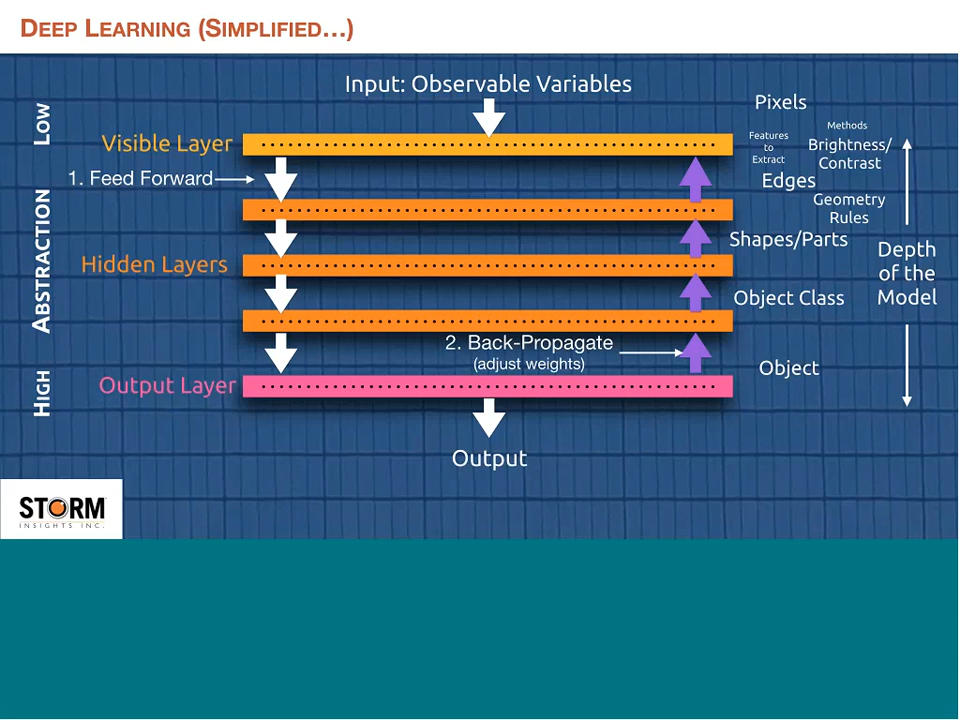 DEEP LEARNING (SIMPLIFIED...)
Input: Observable Variables
LOW
ABSTRACTION
HIGH
Visible Layer
1. Feed Forward
Hidden Layers
2. Back-Propagate
(adjust weights)
Output Layer
Output
Pixels
Features
to
Extract
Methods
Brightness/
Contrast
Edges
Geometry
Rules
Shapes/Parts
Object Class
Object
Depth
of the
Model
STORM
INSIGHTS INC.